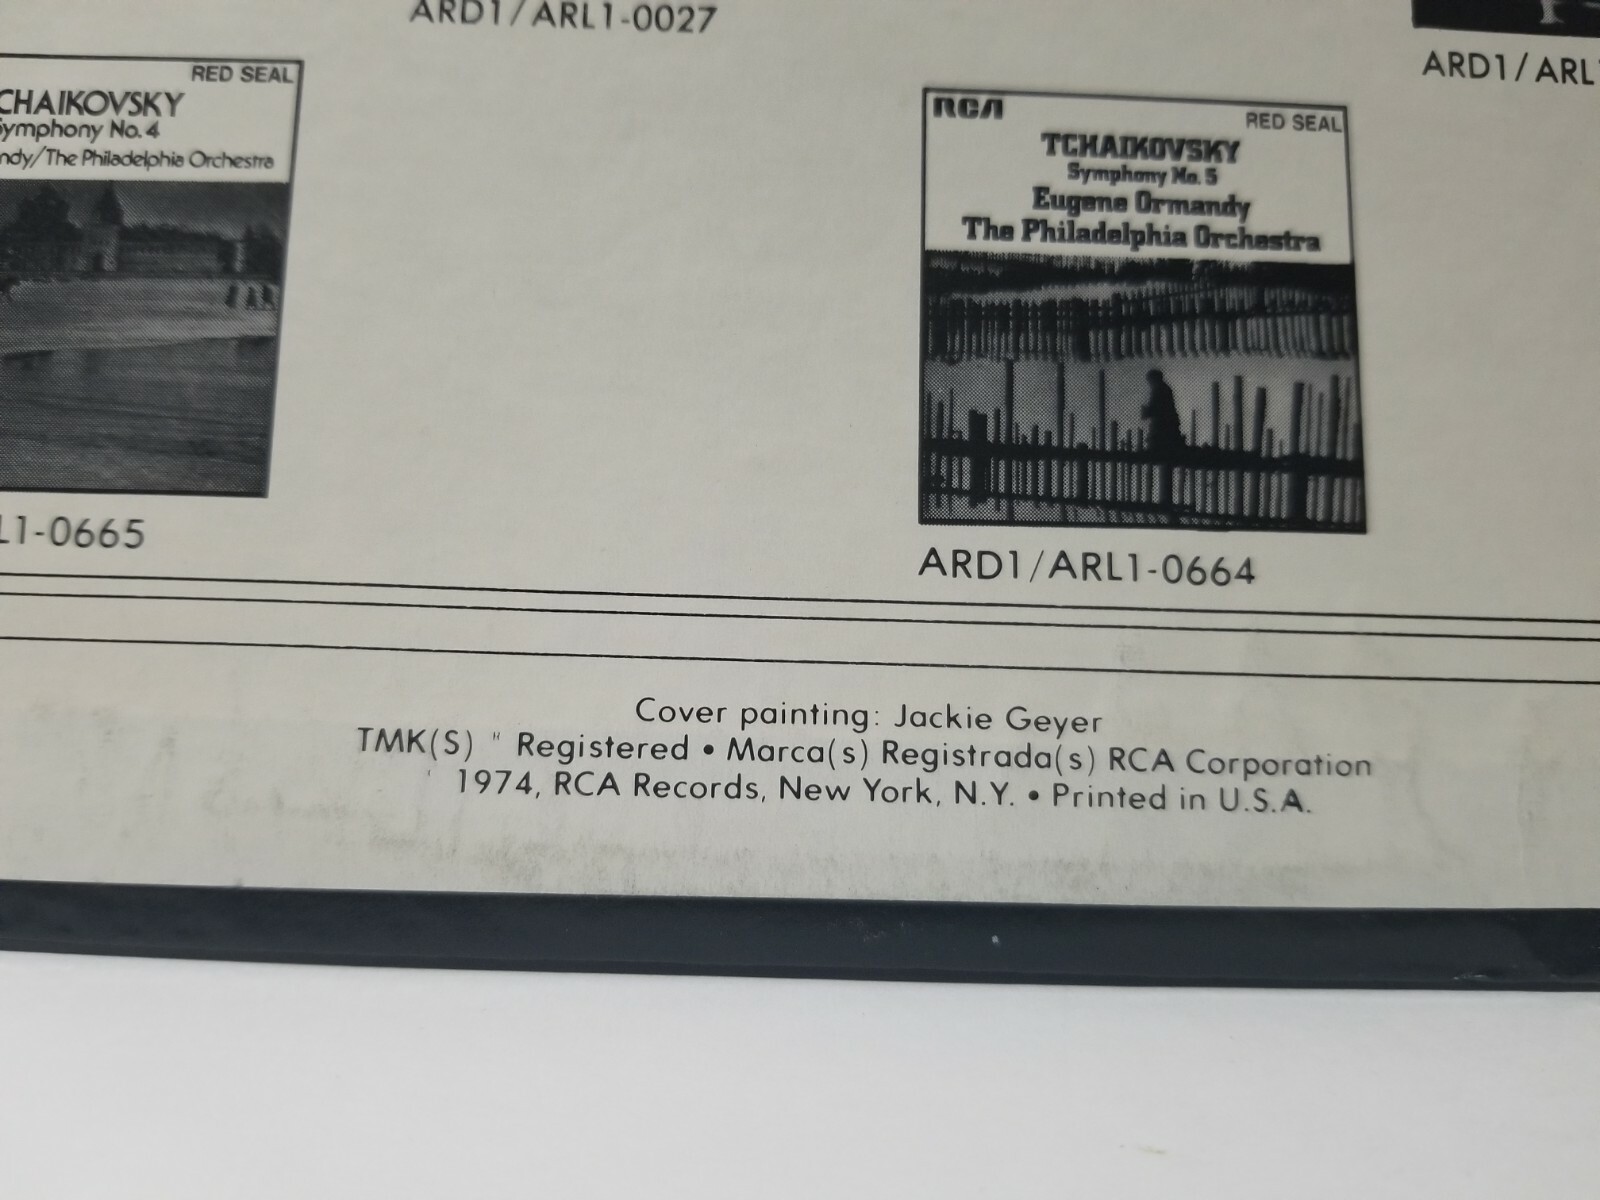 ARD1/ARL1-0027
ARD1/ARL
RED SEAL
CHAIKOVSKY
Symphony No. 4
ndy/The Philadelphia Orchestra
L1-0665
RCA
RED SEAL
TCHAIKOVSKY
Symphony No. 5
Eugene Ormandy
The Philadelphia Orchestra
ARD1/ARL1-0664
Cover painting: Jackie Geyer
TMK(S) " Registered • Marca(s) Registrada(s) RCA Corporation
1974, RCA Records, New York, N.Y. • Printed in U.S.A.